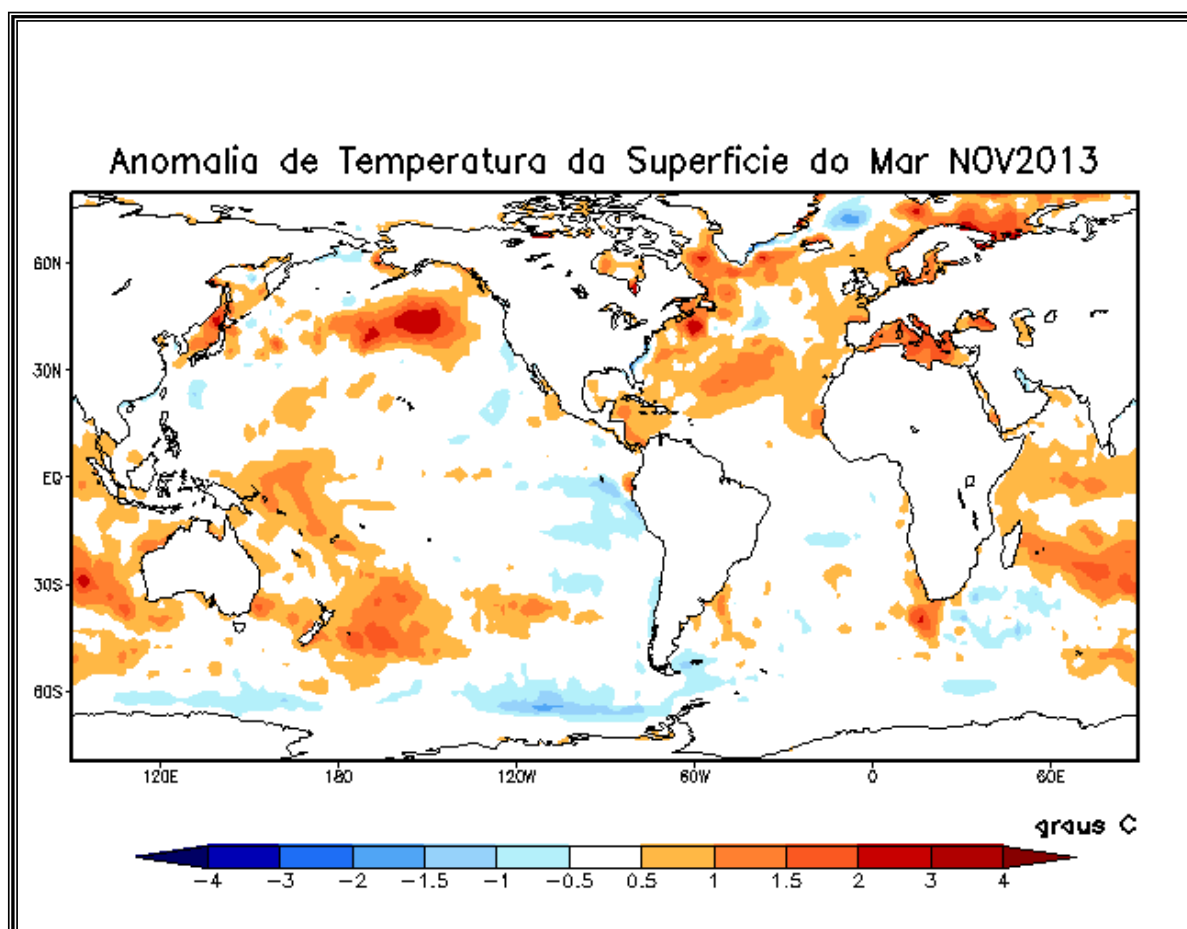 Anomalia de Temperatura da Superficie do Mar NOV2013
60N
30N
EQ
30S
60S
120E 180 120W 60W 0 60E
graus C
-4 -3 -2 -1.5 -1 -0.5 0.5 1 1.5 2 3 4